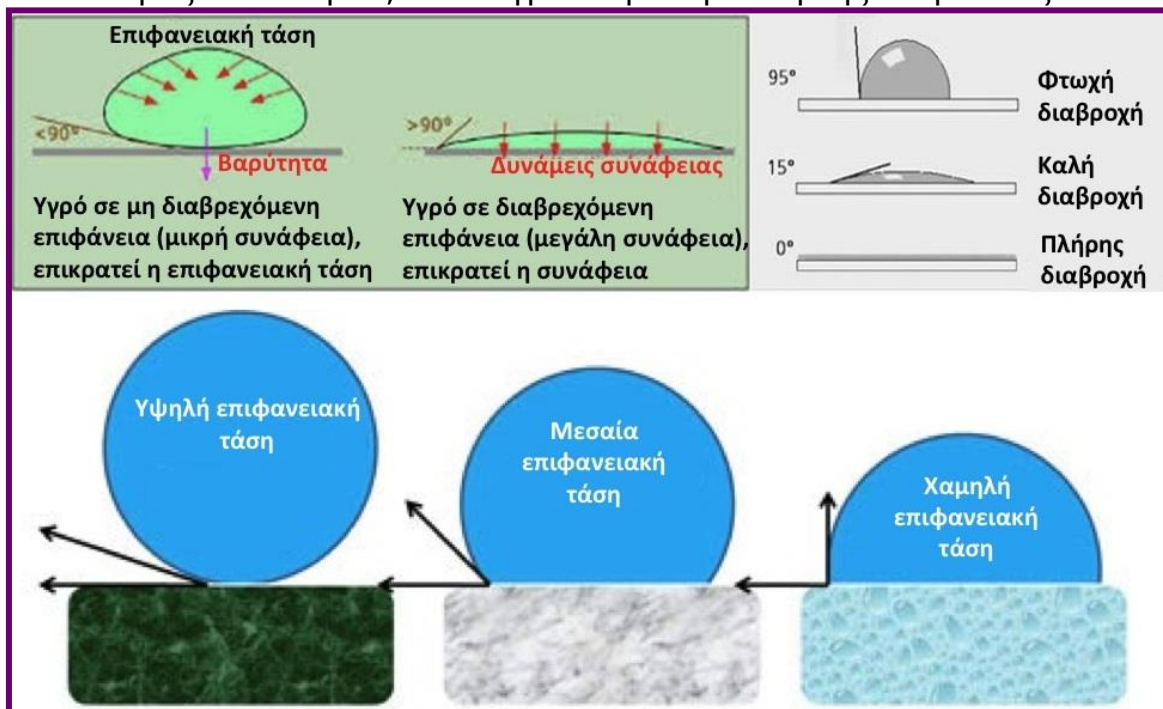 Επιφανειακή τάση
<90°
Βαρύτητα
Υγρό σε μη διαβρεχόμενη
επιφάνεια (μικρή συνάφεια),
επικρατεί η επιφανειακή τάση
>90°
Δυνάμεις συνάφειας
Υγρό σε διαβρεχόμενη
επιφάνεια (μεγάλη συνάφεια),
επικρατεί η συνάφεια
95°
Φτωχή
διαβροχή
15°
Καλή
διαβροχή
0°
Πλήρης
διαβροχή
Υψηλή επιφανειακή
τάση
Μεσαία
επιφανειακή
τάση
Χαμηλή
επιφανειακή
τάση